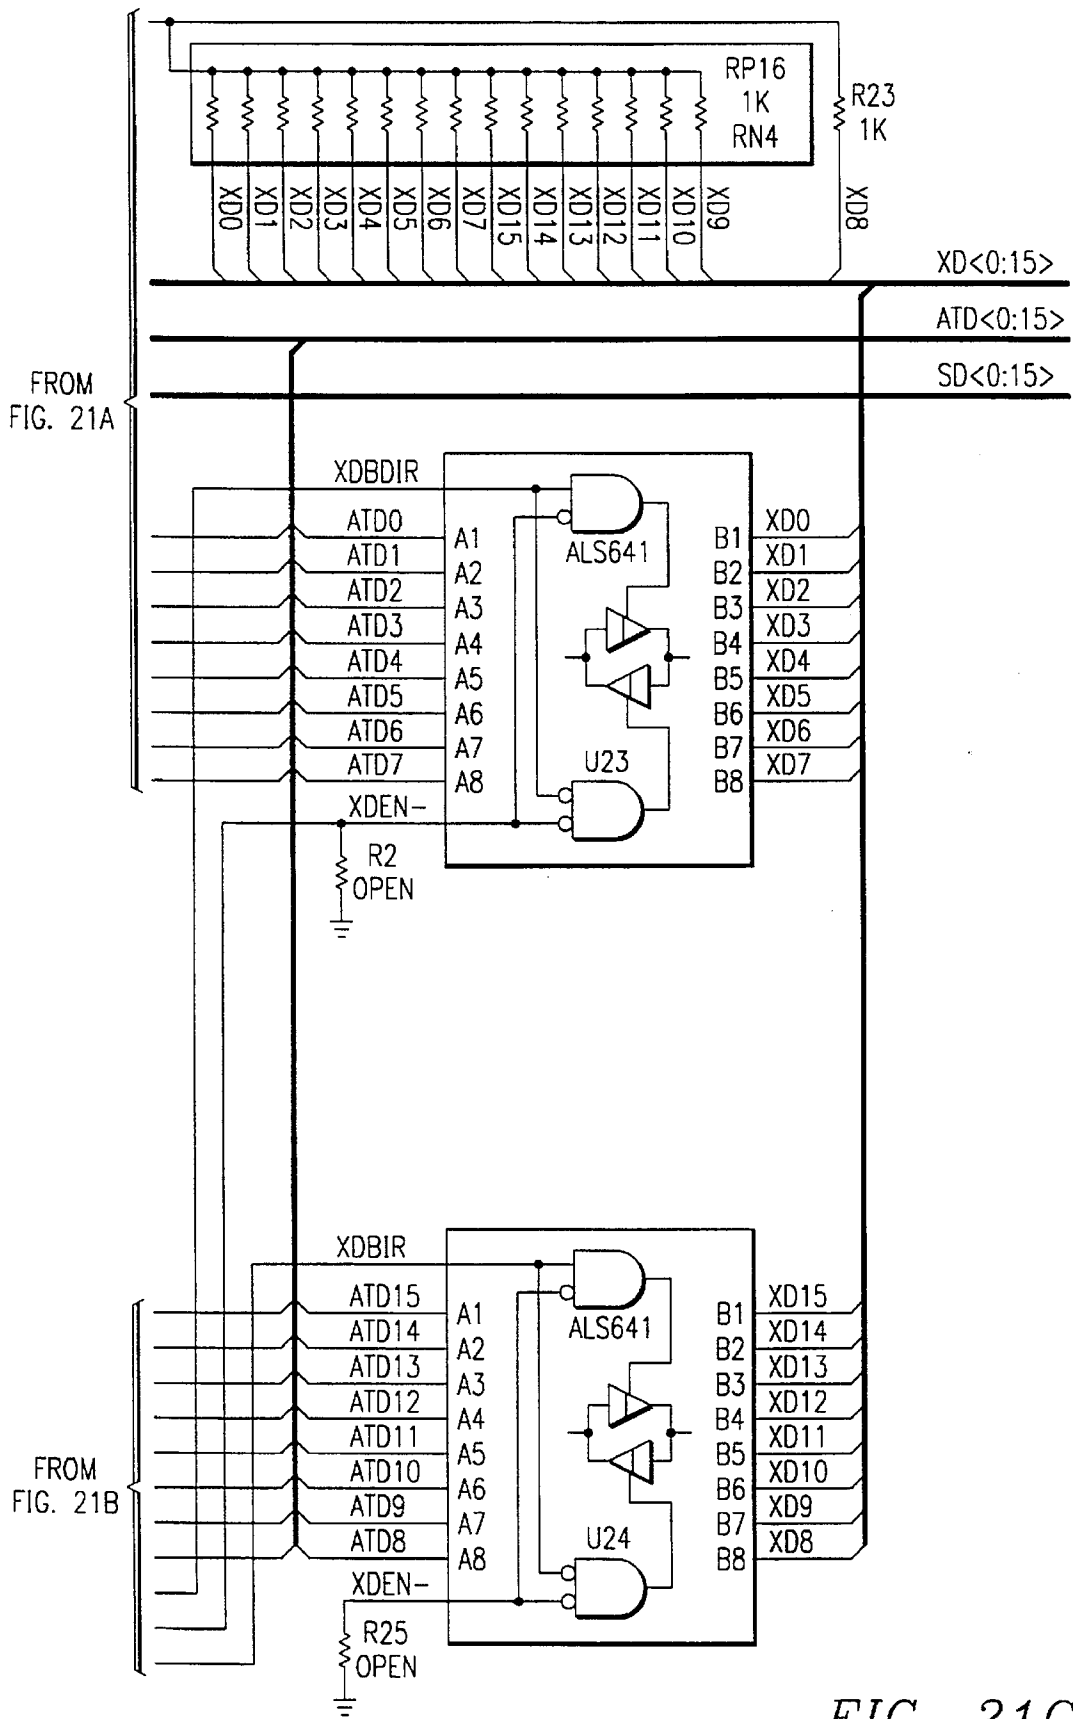 RP16
1K
RN4
R23
1K
XD0
XD1
XD2
XD3
XD4
XD5
XD6
XD7
XD15
XD14
XD13
XD12
XD11
XD10
XD9
XD8
XD<0:15>
ATD<0:15>
SD<0:15>
FROM
FIG. 21A
XDBDIR
ATD0
ATD1
ATD2
ATD3
ATD4
ATD5
ATD6
ATD7
XDEN-
R2
OPEN
A1
A2
A3
A4
A5
A6
A7
A8
ALS641
U23
B1
B2
B3
B4
B5
B6
B7
B8
XD0
XD1
XD2
XD3
XD4
XD5
XD6
XD7
FROM
FIG. 21B
XDBIR
ATD15
ATD14
ATD13
ATD12
ATD11
ATD10
ATD9
ATD8
XDEN-
R25
OPEN
A1
A2
A3
A4
A5
A6
A7
A8
ALS641
U24
B1
B2
B3
B4
B5
B6
B7
B8
XD15
XD14
XD13
XD12
XD11
XD10
XD9
XD8
FIG. 21C